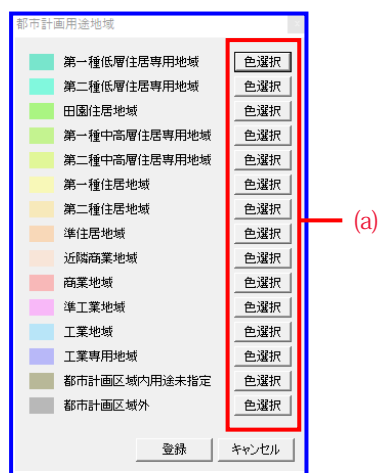 都市計画用途地域
第一種低層住居専用地域 色選択
第二種低層住居専用地域 色選択
田園住居地域 色選択
第一種中高層住居専用地域 色選択
第二種中高層住居専用地域 色選択
第一種住居地域 色選択
第二種住居地域 色選択
準住居地域 色選択
近隣商業地域 色選択
商業地域 色選択
準工業地域 色選択
工業地域 色選択
工業専用地域 色選択
都市計画区域内用途未指定 色選択
都市計画区域外 色選択
(a)
登録 キャンセル